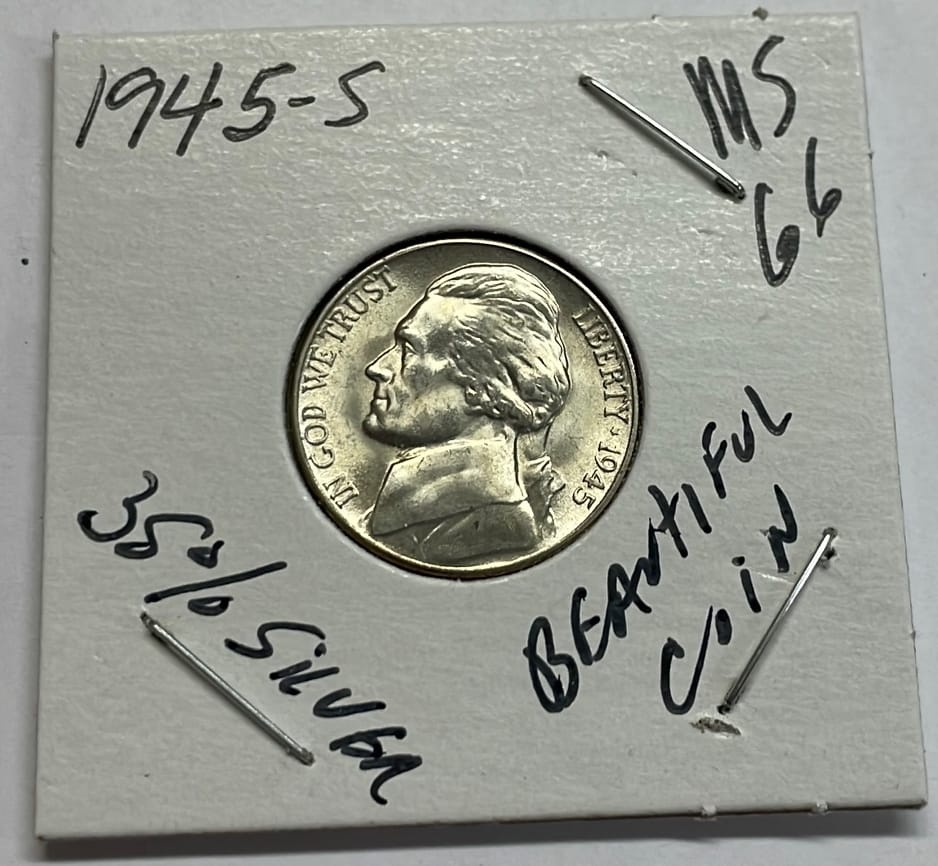 1945-S
MS
66
IN GOD WE TRUST
LIBERTY · 1945
35% SILVER
BEAUTIFUL
COIN